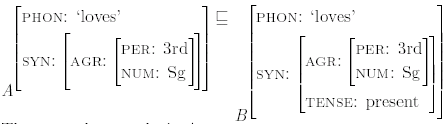 PHON: ‘loves’ ⊑ PHON: ‘loves’
SYN: AGR: PER: 3rd NUM: Sg
SYN: AGR: PER: 3rd NUM: Sg
TENSE: present
A B